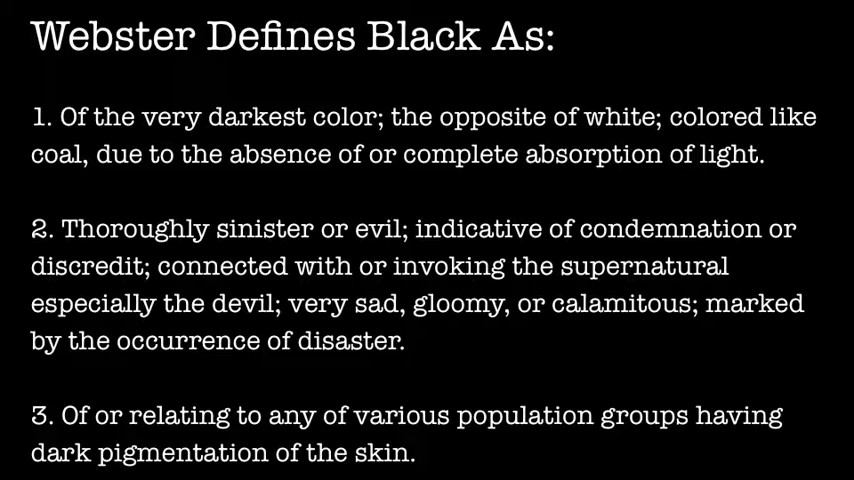 Webster Defines Black As:
1. Of the very darkest color; the opposite of white; colored like
coal, due to the absence of or complete absorption of light.
2. Thoroughly sinister or evil; indicative of condemnation or
discredit; connected with or invoking the supernatural
especially the devil; very sad, gloomy, or calamitous; marked
by the occurrence of disaster.
3. Of or relating to any of various population groups having
dark pigmentation of the skin.